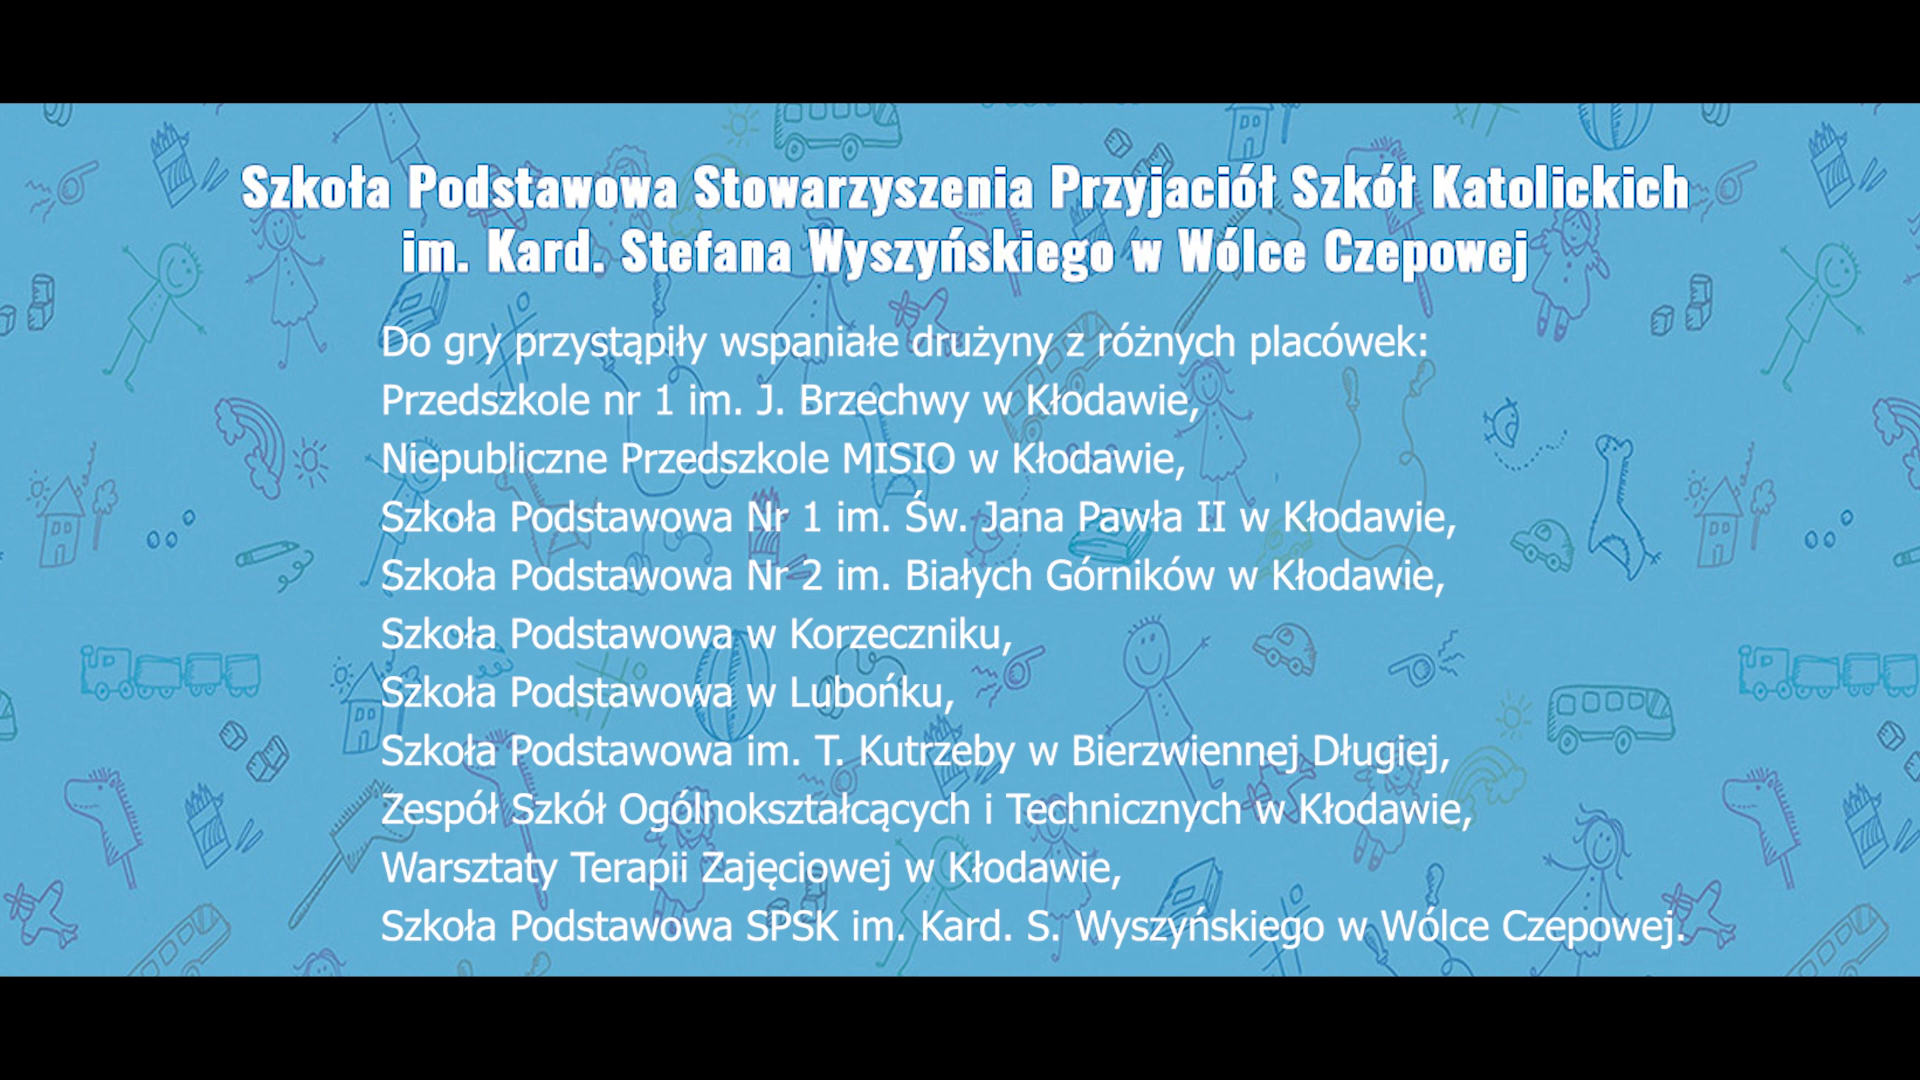 Szkoła Podstawowa Stowarzyszenia Przyjaciół Szkół Katolickich
im. Kard. Stefana Wyszyńskiego w Wólce Czepowej
Do gry przystąpiły wspaniałe drużyny z różnych placówek:
Przedszkole nr 1 im. J. Brzechwy w Kłodawie,
Niepubliczne Przedszkole MISIO w Kłodawie,
Szkoła Podstawowa Nr 1 im. Św. Jana Pawła II w Kłodawie,
Szkoła Podstawowa Nr 2 im. Białych Górników w Kłodawie,
Szkoła Podstawowa w Korzeczniku,
Szkoła Podstawowa w Lubońku,
Szkoła Podstawowa im. T. Kutrzeby w Bierzwiennej Długiej,
Zespół Szkół Ogólnokształcących i Technicznych w Kłodawie,
Warsztaty Terapii Zajęciowej w Kłodawie,
Szkoła Podstawowa SPSK im. Kard. S. Wyszyńskiego w Wólce Czepowej.